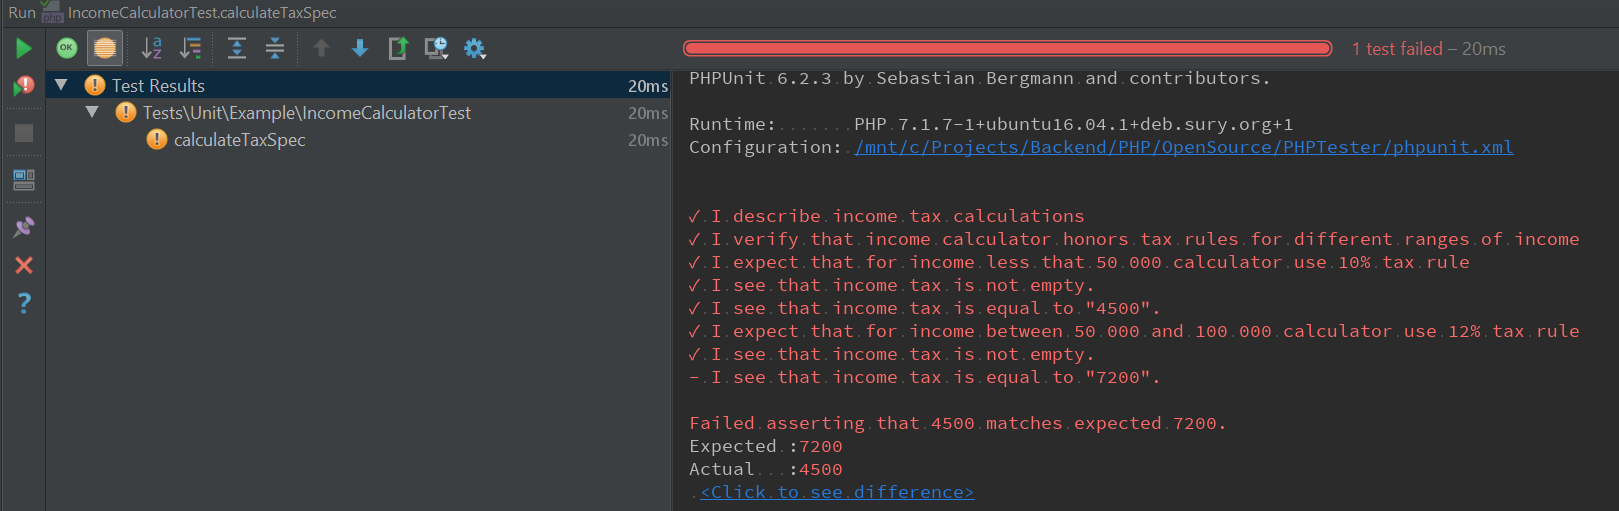 Run php IncomeCalculatorTest.calculateTaxSpec
OK
a
z
1 test failed – 20ms
Test Results 20ms
Tests\Unit\Example\IncomeCalculatorTest 20ms
calculateTaxSpec 20ms
PHPUnit 6.2.3 by Sebastian Bergmann and contributors.
Runtime:       PHP 7.1.7-1+ubuntu16.04.1+deb.sury.org+1
Configuration: /mnt/c/Projects/Backend/PHP/OpenSource/PHPTester/phpunit.xml
✓ I describe income tax calculations
✓ I verify that income calculator honors tax rules for different ranges of income
✓ I expect that for income less that 50 000 calculator use 10% tax rule
✓ I see that income tax is not empty.
✓ I see that income tax is equal to "4500".
✓ I expect that for income between 50 000 and 100 000 calculator use 12% tax rule
✓ I see that income tax is not empty.
- I see that income tax is equal to "7200".
Failed asserting that 4500 matches expected 7200.
Expected :7200
Actual   :4500
<Click to see difference>